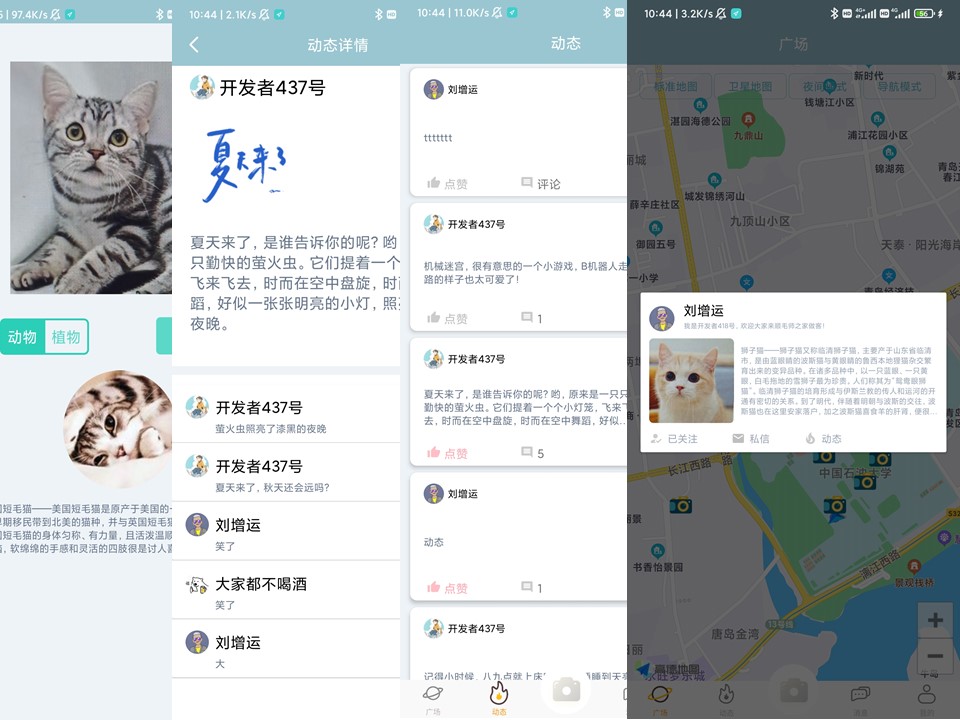 | 97.4K/s
动物
植物
短毛猫——美国短毛猫是原产于美国的一
早期移民带到北美的猫种，并与英国短毛猫
短毛猫的身体匀称、有力量，且活泼温顺
，软绵绵的手感和灵活的四肢很是讨人喜
10:44 | 2.1K/s
动态详情
开发者437号
夏天来了
夏天来了，是谁告诉你的呢？哟
只勤快的萤火虫。它们提着一个
飞来飞去，时而在空中盘旋，时
蹈，好似一张张明亮的小灯，照
夜晚。
开发者437号
萤火虫照亮了漆黑的夜晚
开发者437号
夏天来了，秋天还会远吗？
刘增运
笑了
大家都不喝酒
笑了
刘增运
大
10:44 | 11.0K/s
动态
刘增运
ttttttt
点赞
评论
开发者437号
机械迷宫，很有意思的一个小游戏，B机器人走
路的样子也太可爱了！
点赞
1
开发者437号
夏天来了，是谁告诉你的呢？哟，原来是一只只
勤快的萤火虫。它们提着一个个小灯笼，飞来飞
去，时而在空中盘旋，时而在空中舞蹈，好似...
点赞
5
刘增运
动态
点赞
1
开发者437号
广场
动态
10:44 | 3.2K/s
HD
4G+
HD
4G
56
广场
标准地图
卫星地图
夜间模式
导航模式
新时代
钱塘江小区
湛园海德公园
九鼎山
浦江花园小区
锦湖苑
城发锦绣河山
薛辛庄社区
九顶山小区
御园五号
天泰·阳光海岸
一小学
青岛经济技
刘增运
我是开发者418号，欢迎大家来照毛师之家做客！
狮子猫——狮子猫又称临清狮子猫，主要产于山东省临清
市，是由蓝眼睛的波斯猫与黄眼睛的鲁西本地狸猫杂交繁
育出来的变异品种，在诸多品种中，以一只蓝眼，一只黄
眼，白毛拖地的雪狮子最为珍贵，人们称其为“鸳鸯眼狮
猫”。临清狮子猫的培育形成与伊斯兰教的传人和运河的开
通有密切的关系，到了明代，伴随着明朝与波斯的交往，波
斯猫也在这里安家落户，加之波斯猫喜食羊的肝肾，便很...
已关注
私信
动态
长江西路
中国石油大学
书香怡景园
漓江西路
景观栈桥
唐岛金湾
13号线
高德地图
广场
动态
消息
我的